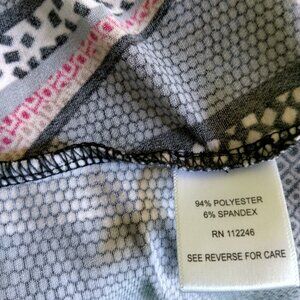 94% POLYESTER
6% SPANDEX
RN 112246
SEE REVERSE FOR CARE